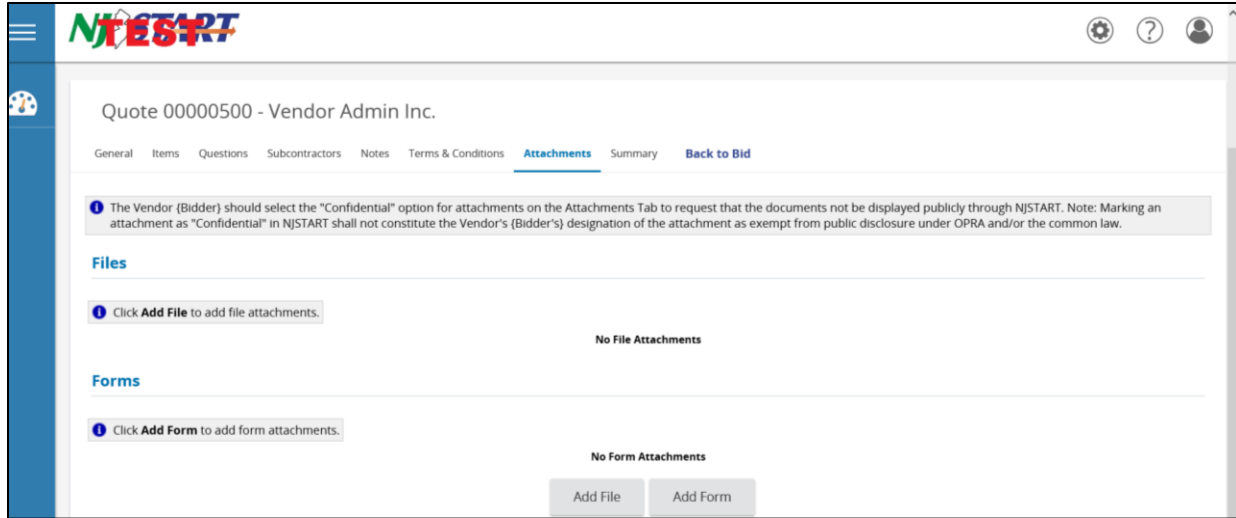 NJSTART
TEST
Quote 00000500 - Vendor Admin Inc.
General Items Questions Subcontractors Notes Terms & Conditions Attachments Summary Back to Bid
The Vendor {Bidder} should select the "Confidential" option for attachments on the Attachments Tab to request that the documents not be displayed publicly through NJSTART. Note: Marking an
attachment as "Confidential" in NJSTART shall not constitute the Vendor's {Bidder's} designation of the attachment as exempt from public disclosure under OPRA and/or the common law.
Files
Click Add File to add file attachments.
No File Attachments
Forms
Click Add Form to add form attachments.
No Form Attachments
Add File Add Form